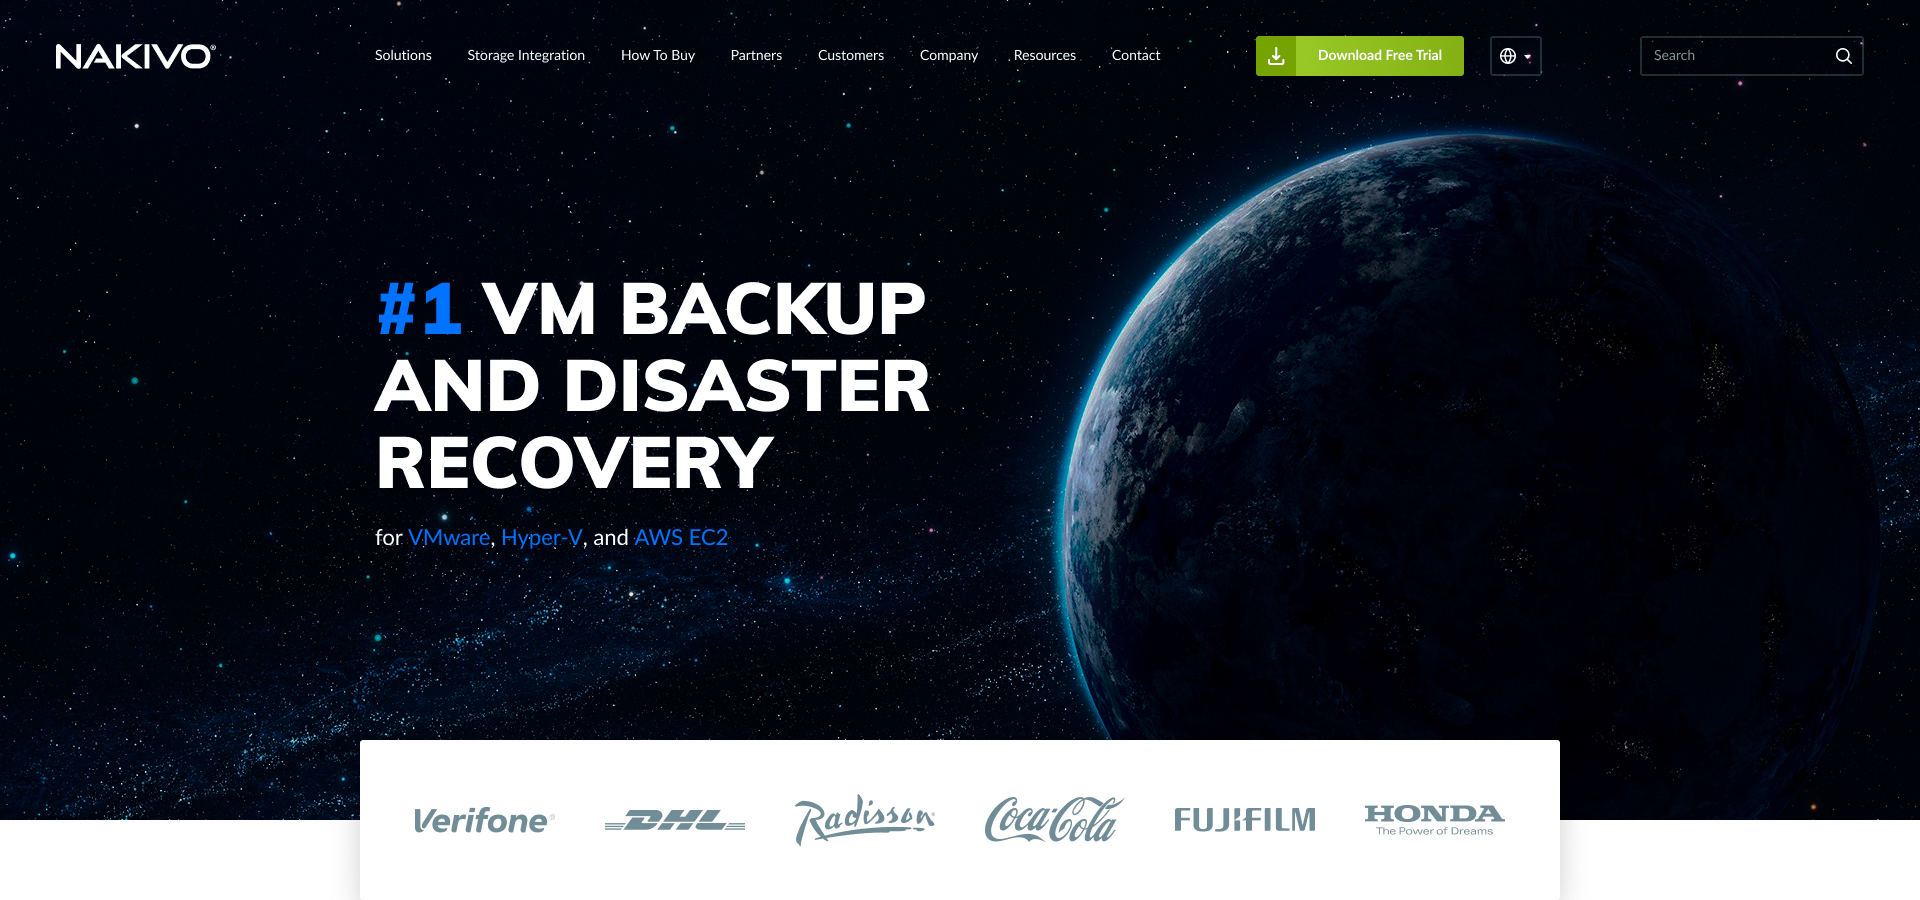 NAKIVO®
Solutions
Storage Integration
How To Buy
Partners
Customers
Company
Resources
Contact
Download Free Trial
Search
#1 VM BACKUP
AND DISASTER
RECOVERY
for VMware, Hyper-V, and AWS EC2
Verifone®
DHL
Radisson
Coca-Cola
FUJIFILM
HONDA
The Power of Dreams